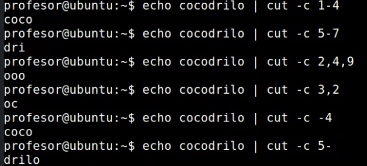 profesor@ubuntu:~$ echo cocodrilo | cut -c 1-4
coco
profesor@ubuntu:~$ echo cocodrilo | cut -c 5-7
dri
profesor@ubuntu:~$ echo cocodrilo | cut -c 2,4,9
ooo
profesor@ubuntu:~$ echo cocodrilo | cut -c 3,2
oc
profesor@ubuntu:~$ echo cocodrilo | cut -c -4
coco
profesor@ubuntu:~$ echo cocodrilo | cut -c 5-
drilo